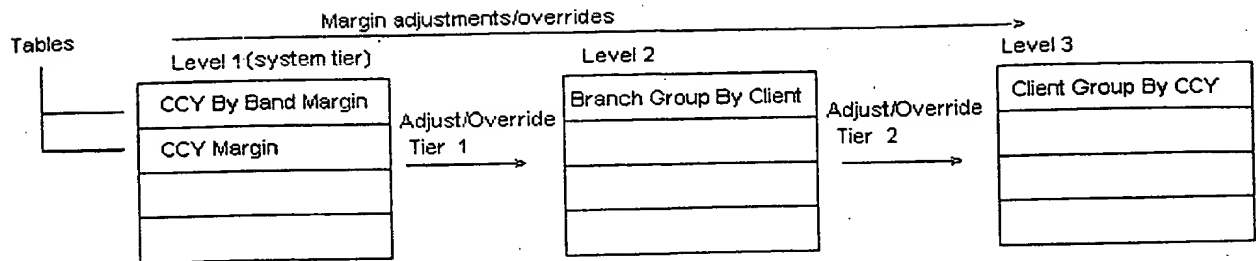 Margin adjustments/overrides
Tables
Level 1 (system tier)
CCY By Band Margin
CCY Margin
Adjust/Override
Tier 1
Level 2
Branch Group By Client
Adjust/Override
Tier 2
Level 3
Client Group By CCY